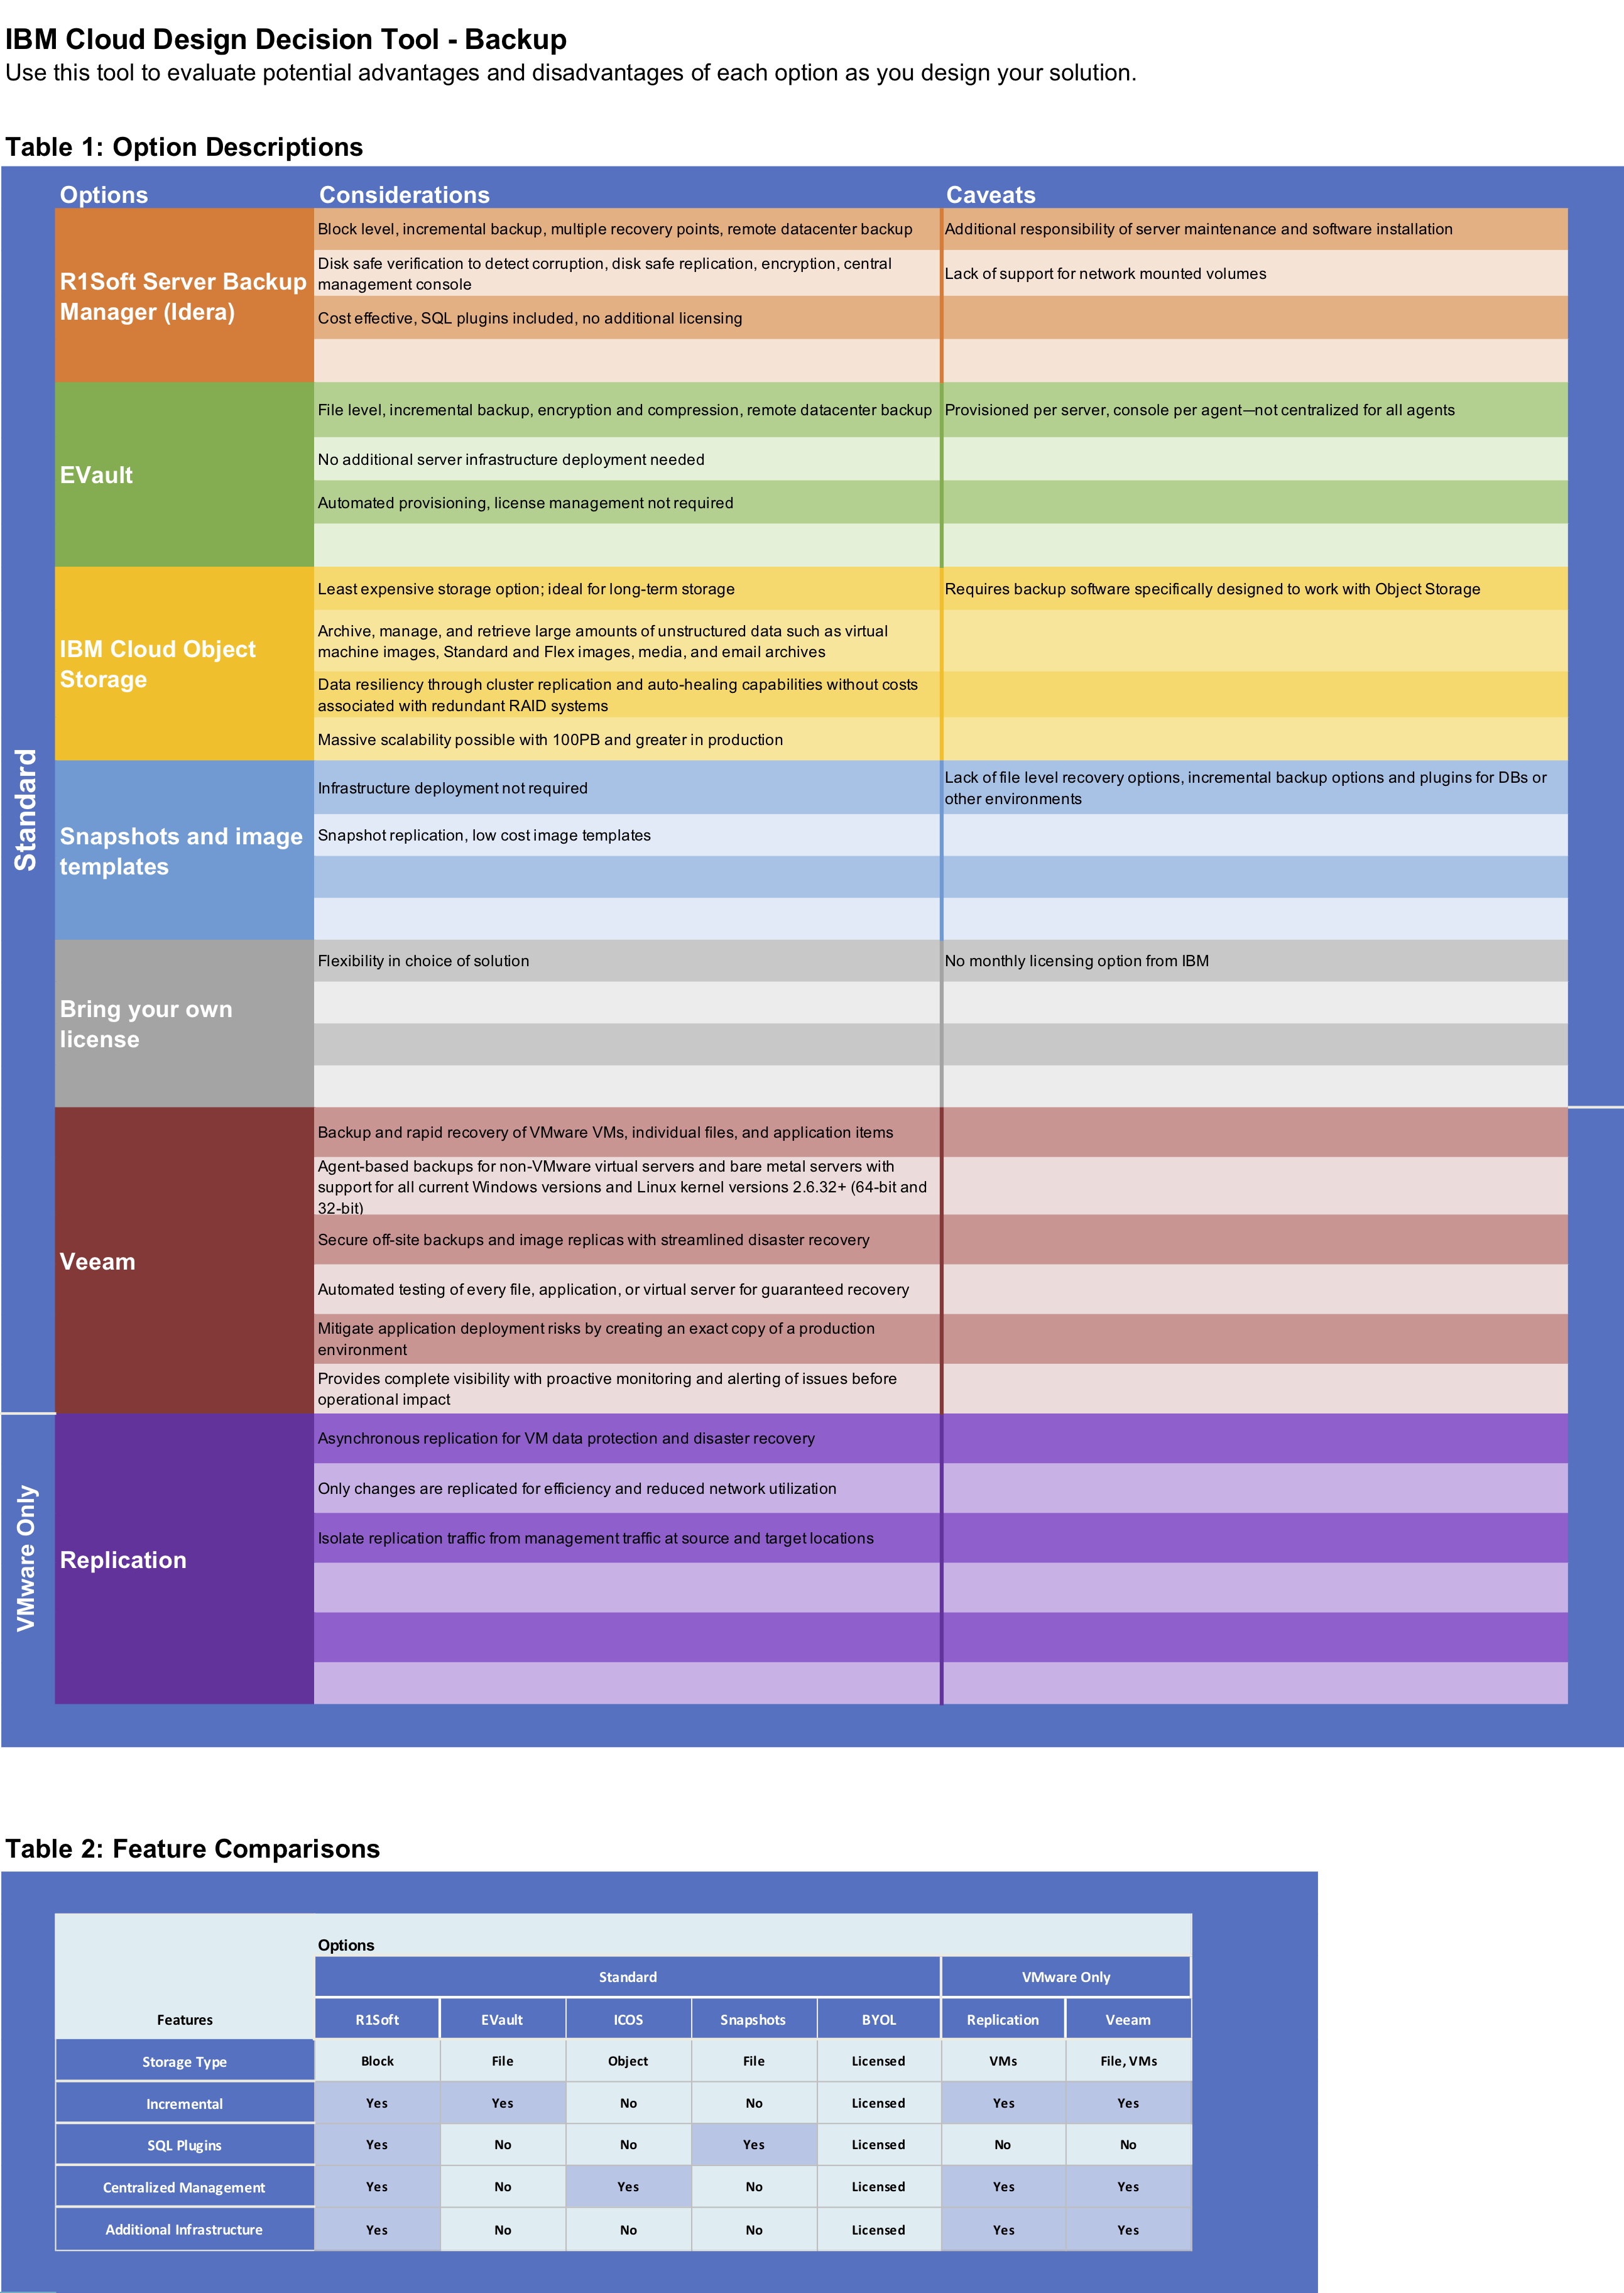 IBM Cloud Design Decision Tool - Backup
Use this tool to evaluate potential advantages and disadvantages of each option as you design your solution.
Table 1: Option Descriptions
Options
Considerations
Caveats
Standard
R1Soft Server Backup
Manager (Idera)
Block level, incremental backup, multiple recovery points, remote datacenter backup
Additional responsibility of server maintenance and software installation
Disk safe verification to detect corruption, disk safe replication, encryption, central
management console
Lack of support for network mounted volumes
Cost effective, SQL plugins included, no additional licensing
EVault
File level, incremental backup, encryption and compression, remote datacenter backup
Provisioned per server, console per agent—not centralized for all agents
No additional server infrastructure deployment needed
Automated provisioning, license management not required
IBM Cloud Object
Storage
Least expensive storage option; ideal for long-term storage
Requires backup software specifically designed to work with Object Storage
Archive, manage, and retrieve large amounts of unstructured data such as virtual
machine images, Standard and Flex images, media, and email archives
Data resiliency through cluster replication and auto-healing capabilities without costs
associated with redundant RAID systems
Massive scalability possible with 100PB and greater in production
Snapshots and image
templates
Infrastructure deployment not required
Lack of file level recovery options, incremental backup options and plugins for DBs or
other environments
Snapshot replication, low cost image templates
Bring your own
license
Flexibility in choice of solution
No monthly licensing option from IBM
Veeam
Backup and rapid recovery of VMware VMs, individual files, and application items
Agent-based backups for non-VMware virtual servers and bare metal servers with
support for all current Windows versions and Linux kernel versions 2.6.32+ (64-bit and
32-bit)
Secure off-site backups and image replicas with streamlined disaster recovery
Automated testing of every file, application, or virtual server for guaranteed recovery
Mitigate application deployment risks by creating an exact copy of a production
environment
Provides complete visibility with proactive monitoring and alerting of issues before
operational impact
VMware Only
Replication
Asynchronous replication for VM data protection and disaster recovery
Only changes are replicated for efficiency and reduced network utilization
Isolate replication traffic from management traffic at source and target locations
Table 2: Feature Comparisons
Options
Standard VMware Only
Features R1Soft EVault ICOS Snapshots BYOL Replication Veeam
Storage Type Block File Object File Licensed VMs File, VMs
Incremental Yes Yes No No Licensed Yes Yes
SQL Plugins Yes No No Yes Licensed No No
Centralized Management Yes No Yes No Licensed Yes Yes
Additional Infrastructure Yes No No No Licensed Yes Yes